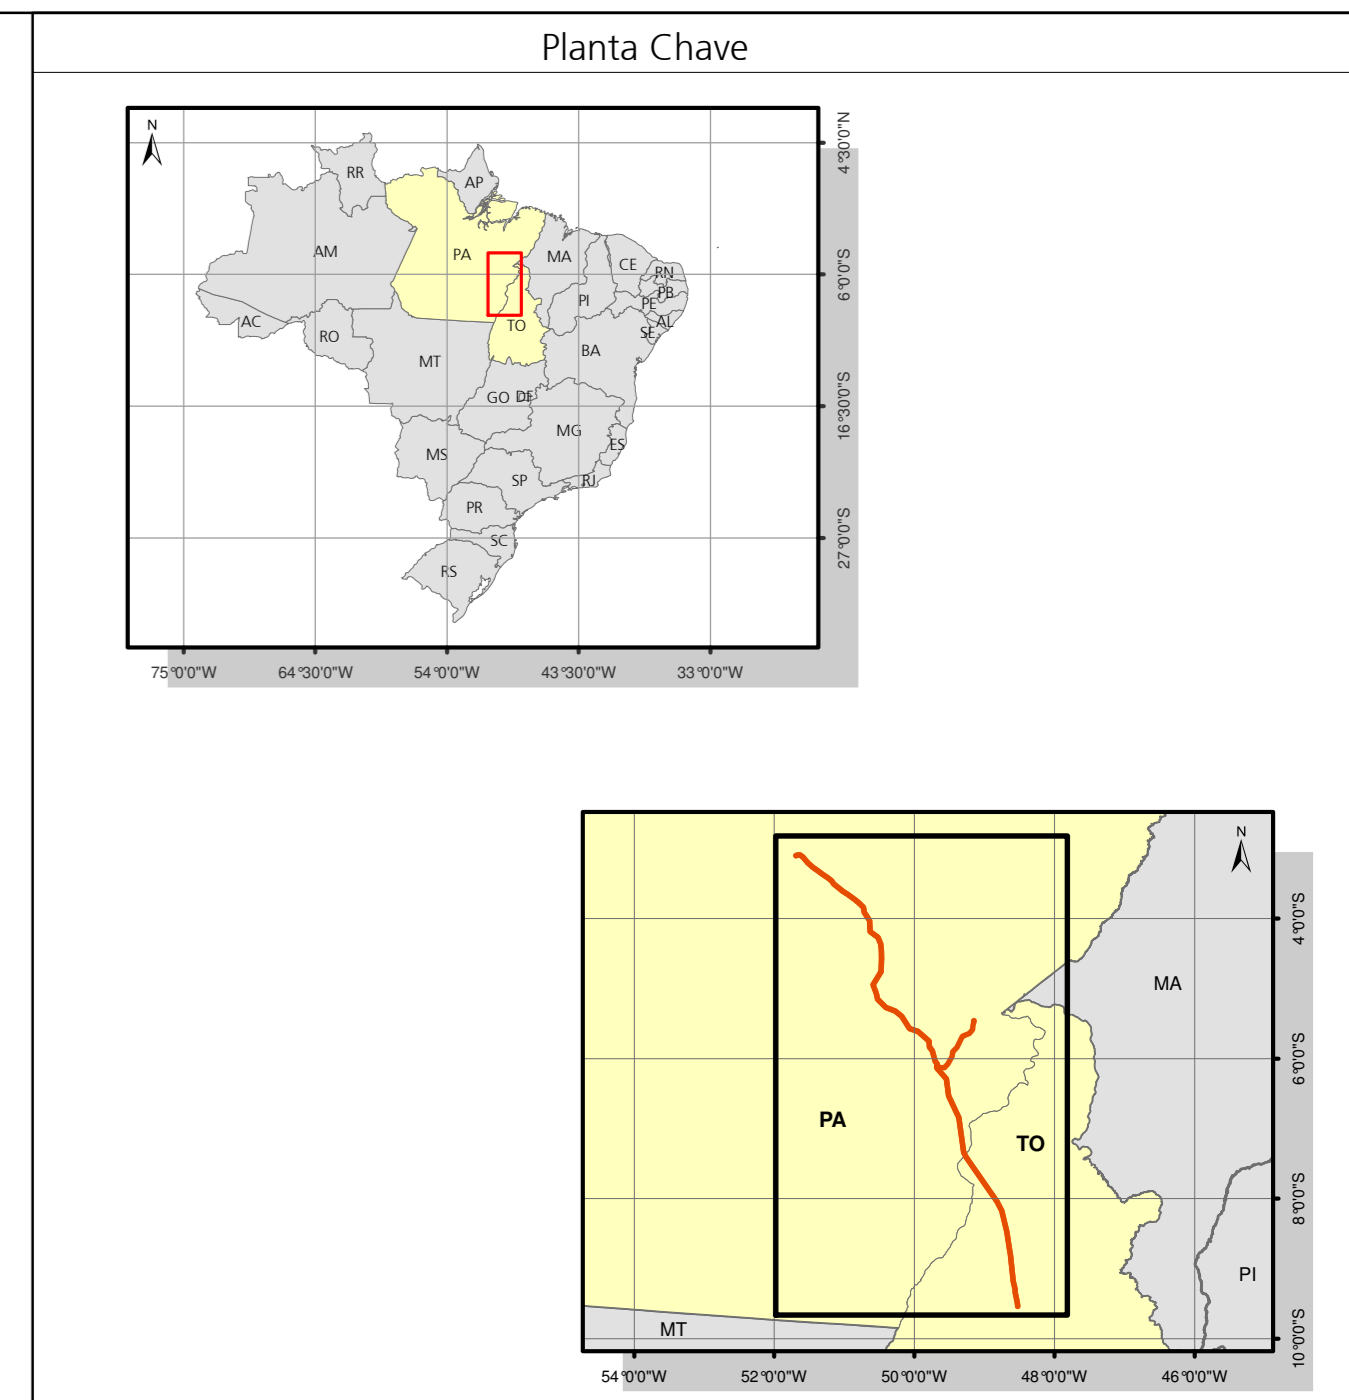 Planta Chave
N
RR
AP
AM
PA
MA
CE
RN
PB
PI
PE
AL
SE
AC
RO
TO
MT
BA
GO DF
MG
ES
MS
SP
RJ
PR
SC
RS
4°30'0"N
6°0'0"S
16°30'0"S
27°0'0"S
75°0'0"W 64°30'0"W 54°0'0"W 43°30'0"W 33°0'0"W
N
MA
PA
TO
PI
MT
4°0'0"S
6°0'0"S
8°0'0"S
10°0'0"S
54°0'0"W 52°0'0"W 50°0'0"W 48°0'0"W 46°0'0"W